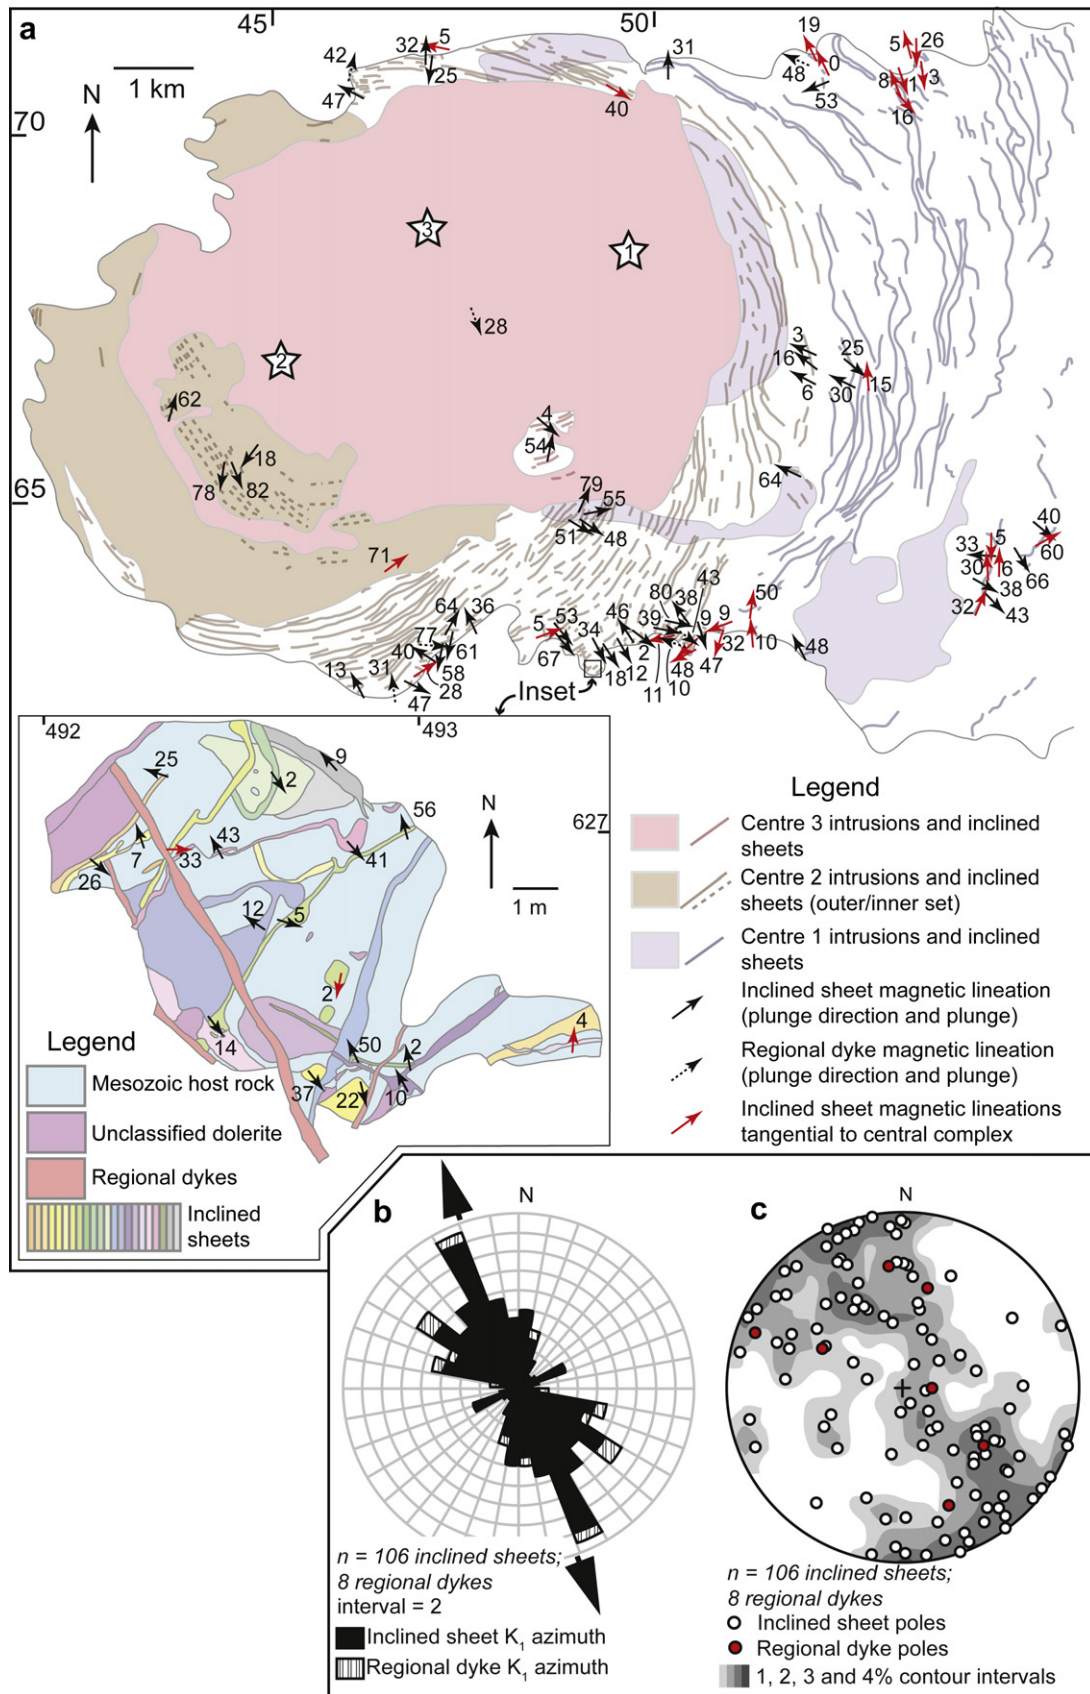 a
45
50
1 km
N
70
65
42
32
5
25
47
40
31
19
0
48
53
5
26
8
1
3
16
3
1
2
28
62
18
78
82
4
54
3
16
6
25
30
15
64
79
55
51
48
71
33
5
30
6
38
32
43
40
60
66
64
36
77
40
61
58
13
31
47
28
5
53
67
34
46
18
12
2
39
80
38
43
9
9
11
10
48
47
32
50
10
48
Inset
492
493
627
N
1 m
25
9
2
56
7
43
33
41
26
12
5
2
14
50
2
37
22
10
4
Legend
Mesozoic host rock
Unclassified dolerite
Regional dykes
Inclined
sheets
Legend
Centre 3 intrusions and inclined
sheets
Centre 2 intrusions and inclined
sheets (outer/inner set)
Centre 1 intrusions and inclined
sheets
Inclined sheet magnetic lineation
(plunge direction and plunge)
Regional dyke magnetic lineation
(plunge direction and plunge)
Inclined sheet magnetic lineations
tangential to central complex
b
N
n = 106 inclined sheets;
8 regional dykes
interval = 2
Inclined sheet K1 azimuth
Regional dyke K1 azimuth
c
N
n = 106 inclined sheets;
8 regional dykes
Inclined sheet poles
Regional dyke poles
1, 2, 3 and 4% contour intervals